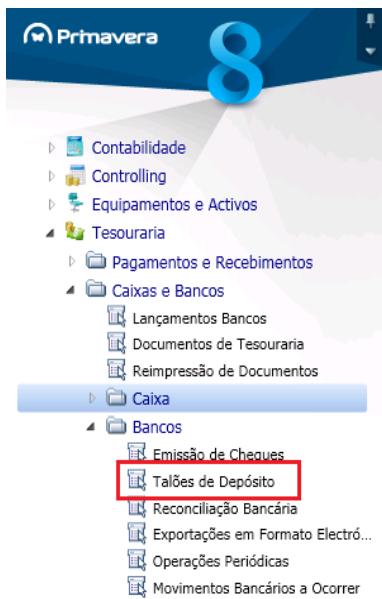 Primavera
8
Contabilidade
Controlling
Equipamentos e Activos
Tesouraria
Pagamentos e Recebimentos
Caixas e Bancos
Lançamentos Bancos
Documentos de Tesouraria
Reimpressão de Documentos
Caixa
Bancos
Emissão de Cheques
Talões de Depósito
Reconciliação Bancária
Exportações em Formato Electró...
Operações Periódicas
Movimentos Bancários a Ocorrer